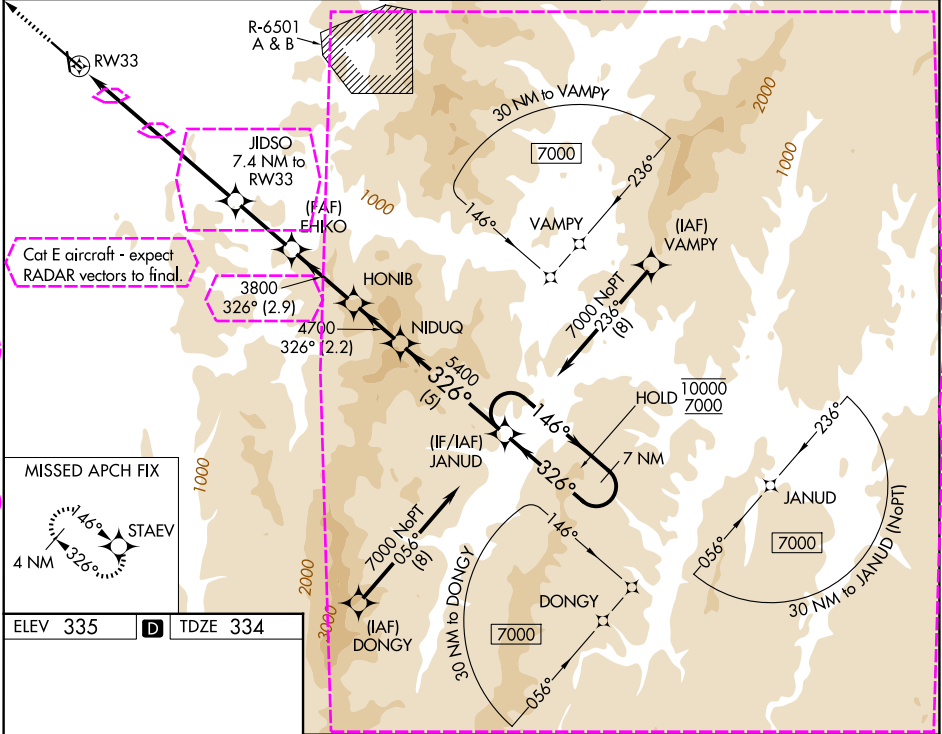 R-6501
A & B
RW33
2000
1000
30 NM to VAMPY
7000
236°
146°
VAMPY
JIDSO
7.4 NM to
RW33
1000
(FAF)
EHIKO
(IAF)
VAMPY
Cat E aircraft - expect
RADAR vectors to final.
3800
326° (2.9)
HONIB
4700
326° (2.2)
NIDUQ
7000 NoPT
236°
(8)
5400
326°
(5)
HOLD
10000
7000
146°
326°
7 NM
(IF/IAF)
JANUD
236°
JANUD
056°
7000
30 NM to JANUD (NoPT)
1000
MISSED APCH FIX
146°
STAEV
4 NM
326°
7000 NoPT
056°
(8)
146°
DONGY
30 NM to DONGY
7000
056°
2000
3000
(IAF)
DONGY
ELEV 335
D
TDZE 334